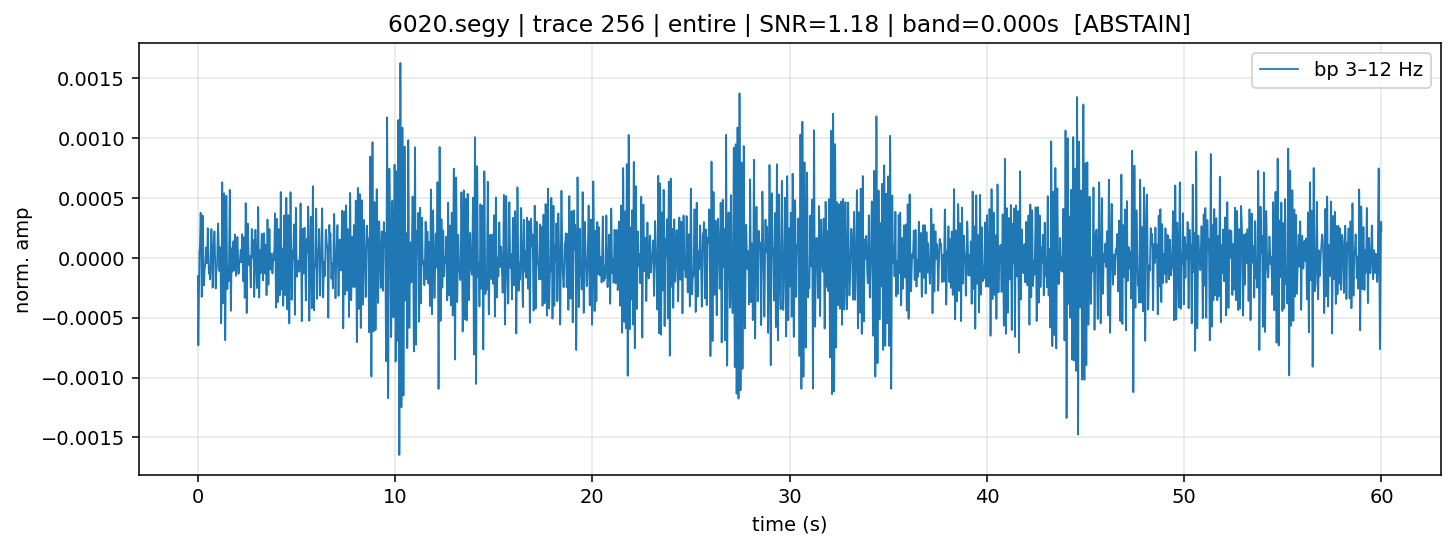 6020.segy | trace 256 | entire | SNR=1.18 | band=0.000s  [ABSTAIN]
bp 3–12 Hz
norm. amp
0.0015
0.0010
0.0005
0.0000
−0.0005
−0.0010
−0.0015
0 10 20 30 40 50 60
time (s)